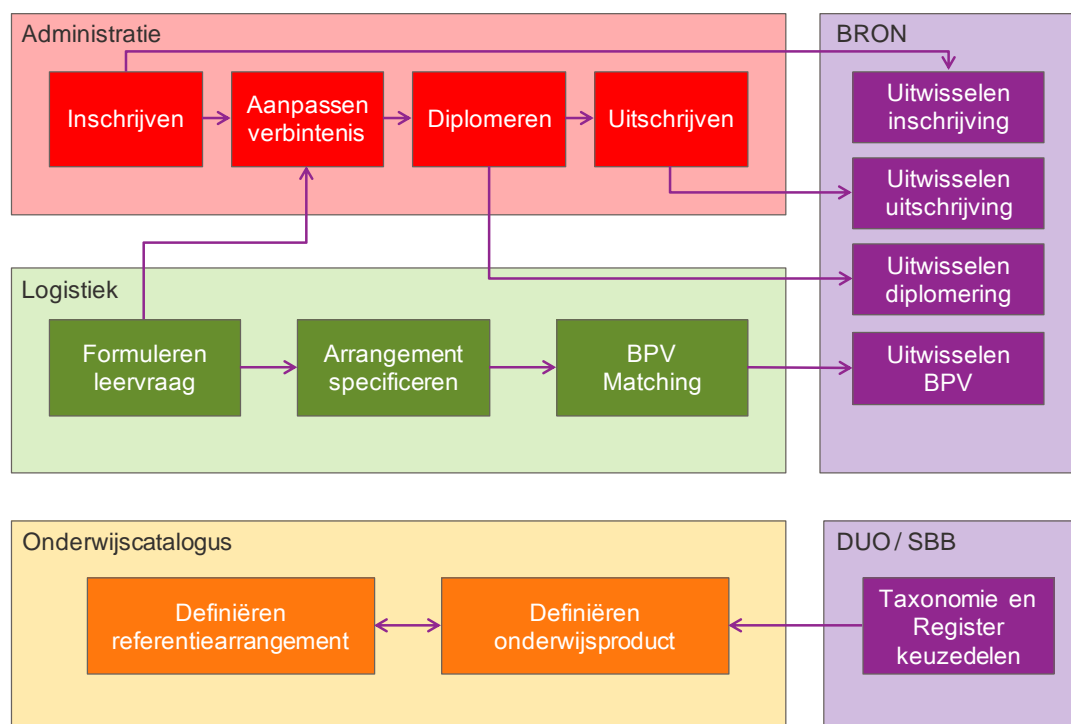 Administratie
Inschrijven
Aanpassen
verbintenis
Diplomeren
Uitschrijven
BRON
Uitwisselen
inschrijving
Uitwisselen
uitschrijving
Uitwisselen
diplomering
Uitwisselen
BPV
Logistiek
Formuleren
leervraag
Arrangement
specificeren
BPV
Matching
Onderwijscatalogus
Definiëren
referentiearrangement
Definiëren
onderwijsproduct
DUO / SBB
Taxonomie en
Register
keuzedelen